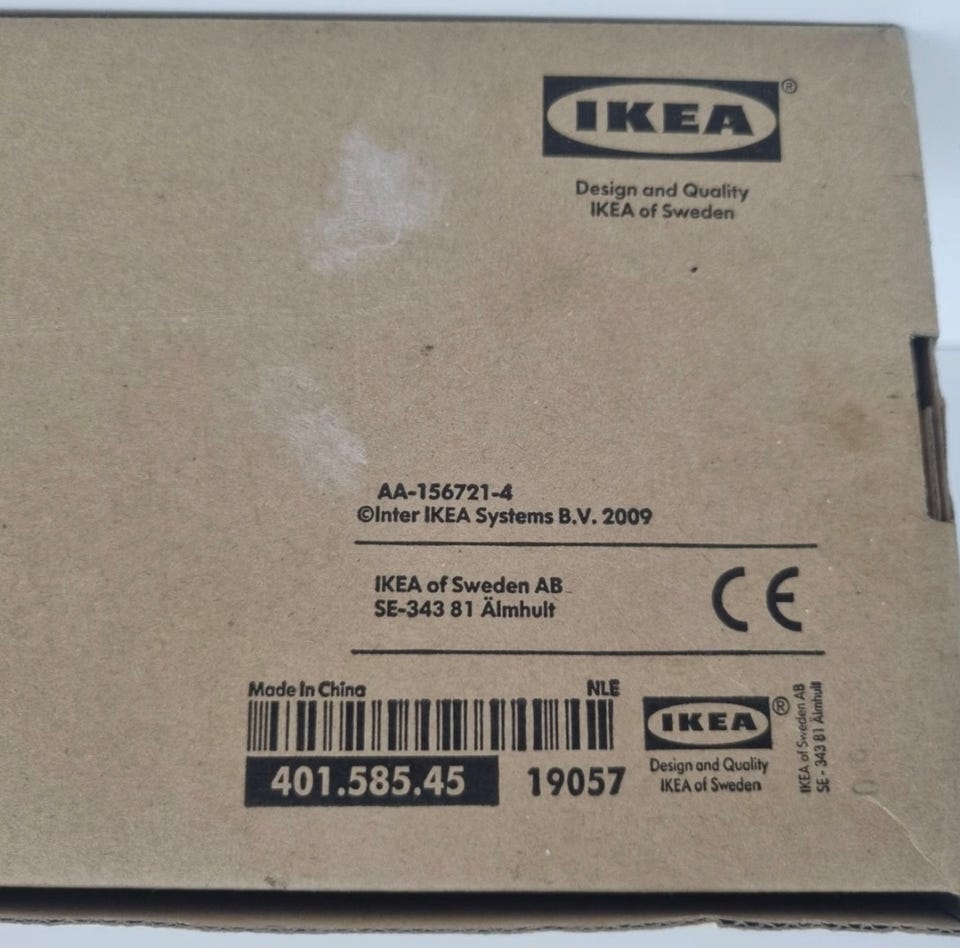 IKEA®
Design and Quality
IKEA of Sweden
AA-156721-4
©Inter IKEA Systems B.V. 2009
IKEA of Sweden AB
SE-343 81 Älmhult
CE
Made In China NLE
401.585.45 19057
IKEA®
Design and Quality
IKEA of Sweden
IKEA of Sweden AB
SE - 343 81 Älmhult